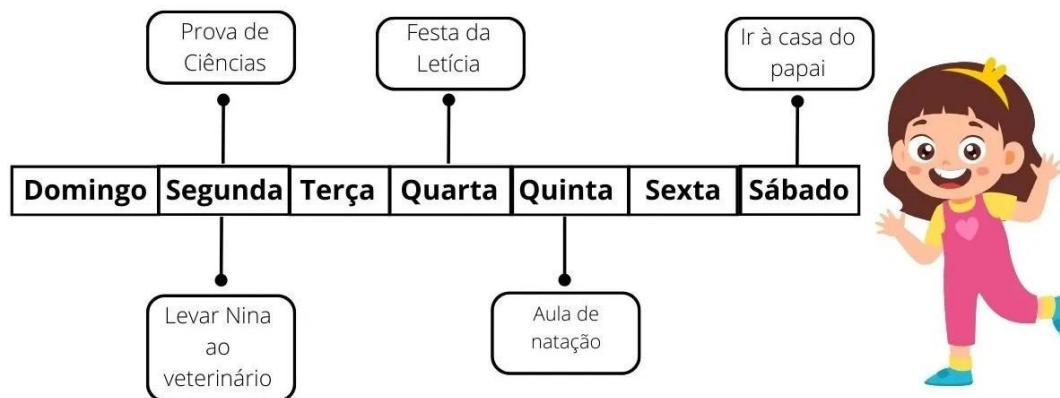 Prova de
Ciências
Festa da
Letícia
Ir à casa do
papai
Domingo Segunda Terça Quarta Quinta Sexta Sábado
Levar Nina
ao
veterinário
Aula de
natação